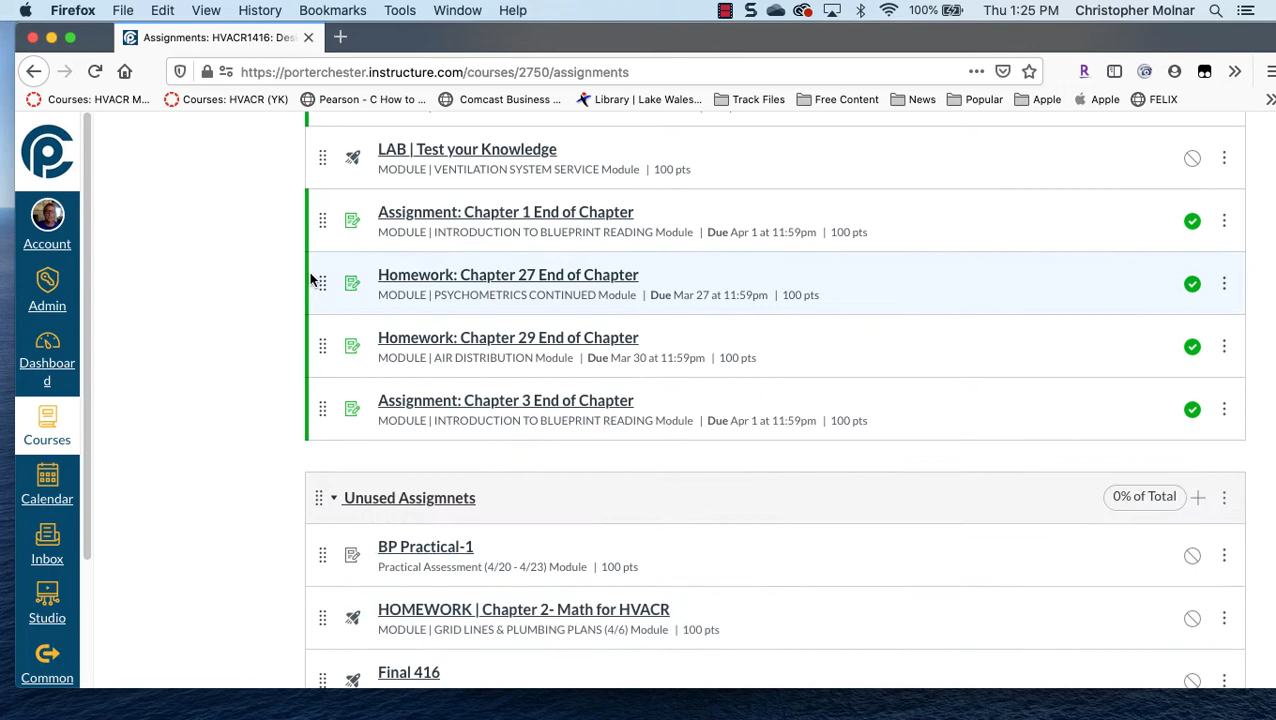 Firefox File Edit View History Bookmarks Tools Window Help 100% Thu 1:25 PM Christopher Molnar
Assignments: HVACR1416: Des
https://porterchester.instructure.com/courses/2750/assignments
Courses: HVACR M... Courses: HVACR (YK) Pearson - C How to ... Comcast Business ... Library | Lake Wales... Track Files Free Content News Popular Apple Apple FELIX
LAB | Test your Knowledge
MODULE | VENTILATION SYSTEM SERVICE Module | 100 pts
Assignment: Chapter 1 End of Chapter
MODULE | INTRODUCTION TO BLUEPRINT READING Module | Due Apr 1 at 11:59pm | 100 pts
Account
Homework: Chapter 27 End of Chapter
MODULE | PSYCHOMETRICS CONTINUED Module | Due Mar 27 at 11:59pm | 100 pts
Admin
Homework: Chapter 29 End of Chapter
MODULE | AIR DISTRIBUTION Module | Due Mar 30 at 11:59pm | 100 pts
Dashboar
d
Assignment: Chapter 3 End of Chapter
MODULE | INTRODUCTION TO BLUEPRINT READING Module | Due Apr 1 at 11:59pm | 100 pts
Courses
Unused Assigmnets 0% of Total
Calendar
BP Practical-1
Practical Assessment (4/20 - 4/23) Module | 100 pts
Inbox
HOMEWORK | Chapter 2- Math for HVACR
MODULE | GRID LINES & PLUMBING PLANS (4/6) Module | 100 pts
Studio
Final 416
Common